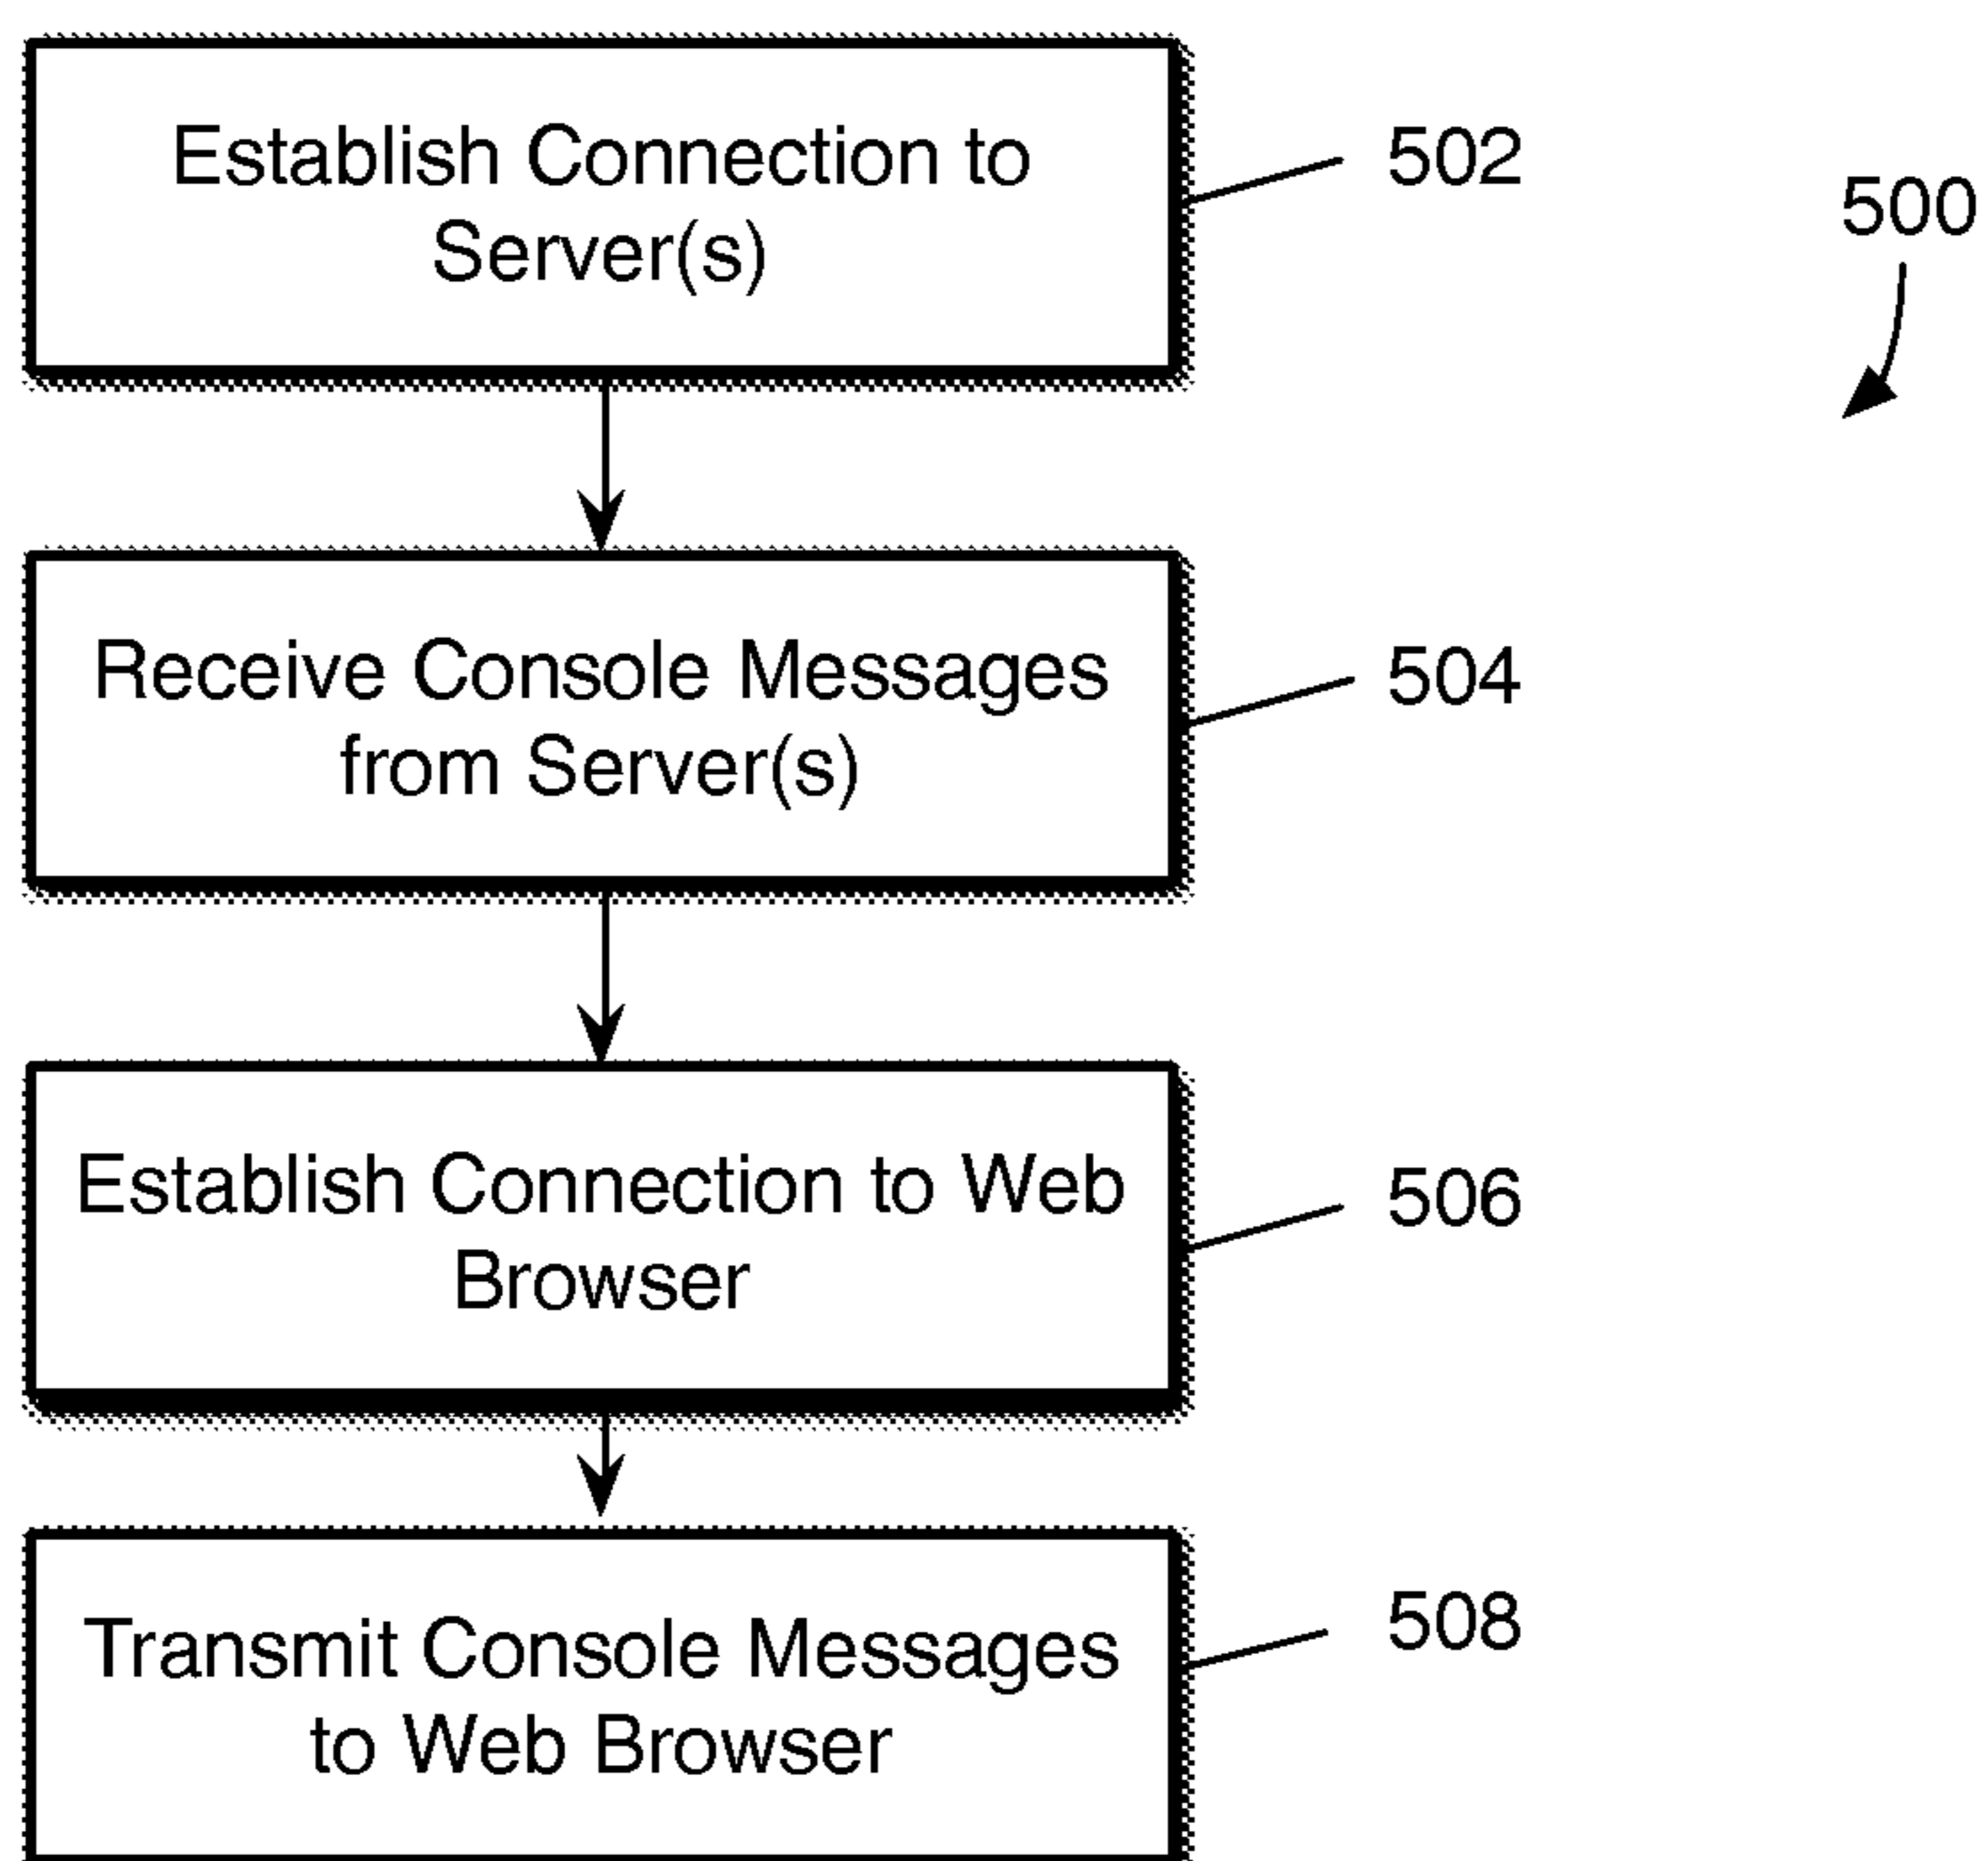 Establish Connection to
Server(s)
502
500
Receive Console Messages
from Server(s)
504
Establish Connection to Web
Browser
506
Transmit Console Messages
to Web Browser
508